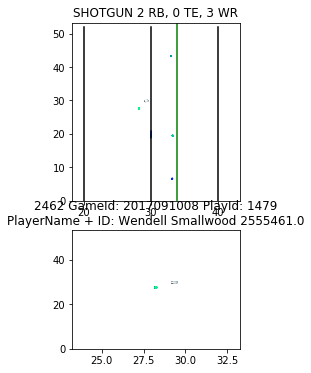 SHOTGUN 2 RB, 0 TE, 3 WR
50
40
30
20
10
0
20 30 40
2462 GameId: 2017091008 PlayId: 1479
PlayerName + ID: Wendell Smallwood 2555461.0
40
20
0
25.0 27.5 30.0 32.5